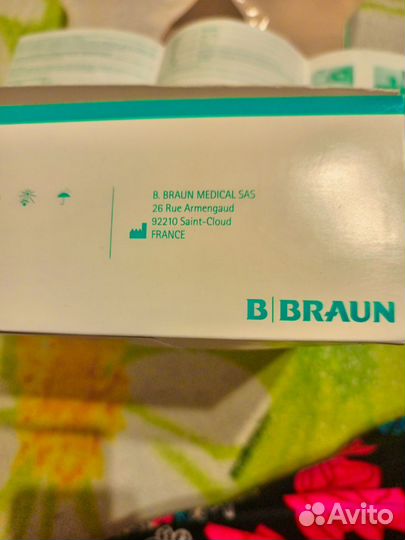 B. BRAUN MEDICAL SAS
26 Rue Armengaud
92210 Saint-Cloud
FRANCE
B|BRAUN
Avito